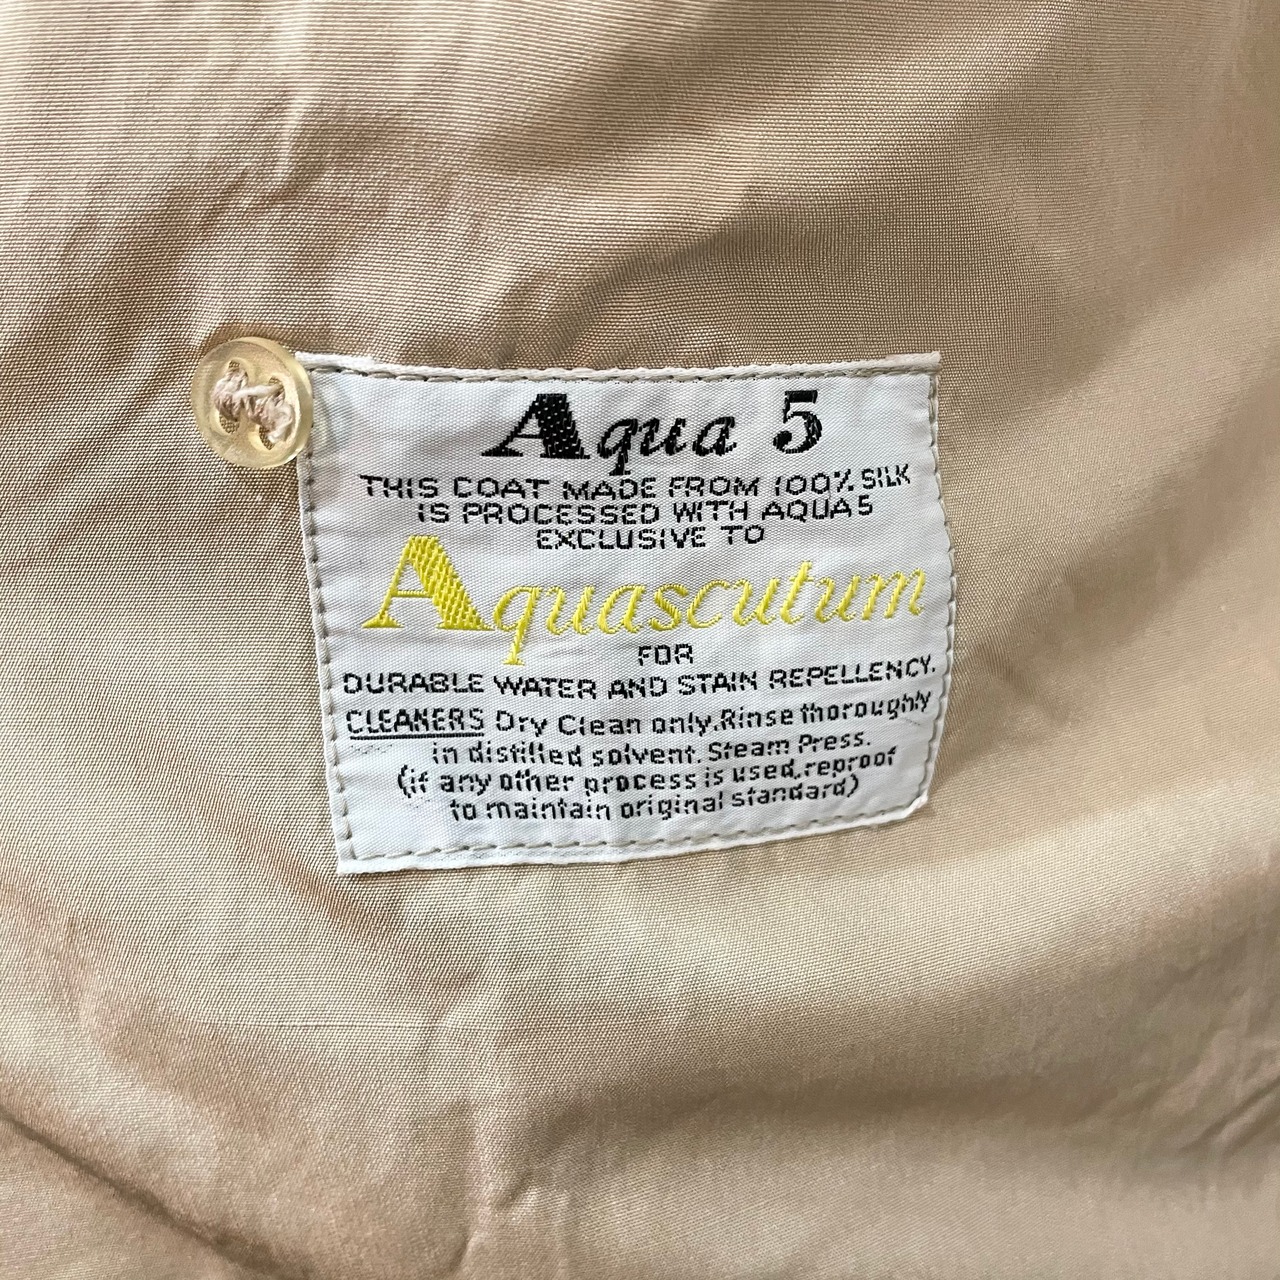 Aqua 5
THIS COAT MADE FROM 100% SILK
IS PROCESSED WITH AQUA 5
EXCLUSIVE TO
Aquascutum
FOR
DURABLE WATER AND STAIN REPELLENCY.
CLEANERS Dry Clean only.Rinse thoroughly
in distilled solvent. Steam Press.
(if any other process is used,reproof
to maintain original standard)